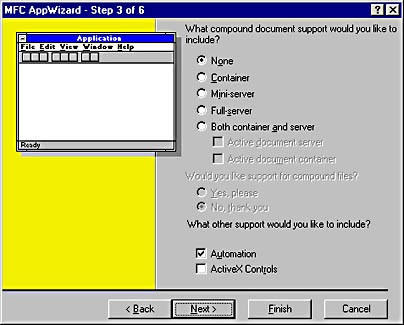 MFC AppWizard - Step 3 of 6
Application
File Edit View Window Help
Ready
What compound document support would you like to
include?
None
Container
Mini-server
Full-server
Both container and server
Active document server
Active document container
Would you like support for compound files?
Yes, please
No, thank you
What other support would you like to include?
Automation
ActiveX Controls
< Back
Next >
Finish
Cancel